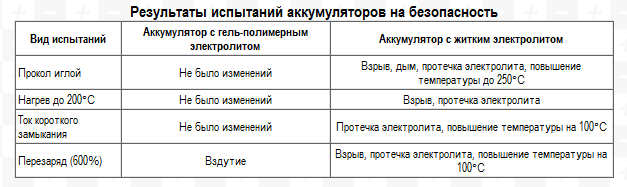 Результаты испытаний аккумуляторов на безопасность
Вид испытаний
Аккумулятор с гель-полимерным
электролитом
Аккумулятор с житким электролитом
Прокол иглой
Не было изменений
Взрыв, дым, протечка электролита, повышение
температуры до 250°C
Нагрев до 200°C
Не было изменений
Взрыв, протечка электролита
Ток короткого
замыкания
Не было изменений
Протечка электролита, повышение температуры на 100°C
Перезаряд (600%)
Вздутие
Взрыв, протечка электролита, повышение температуры на
100°C